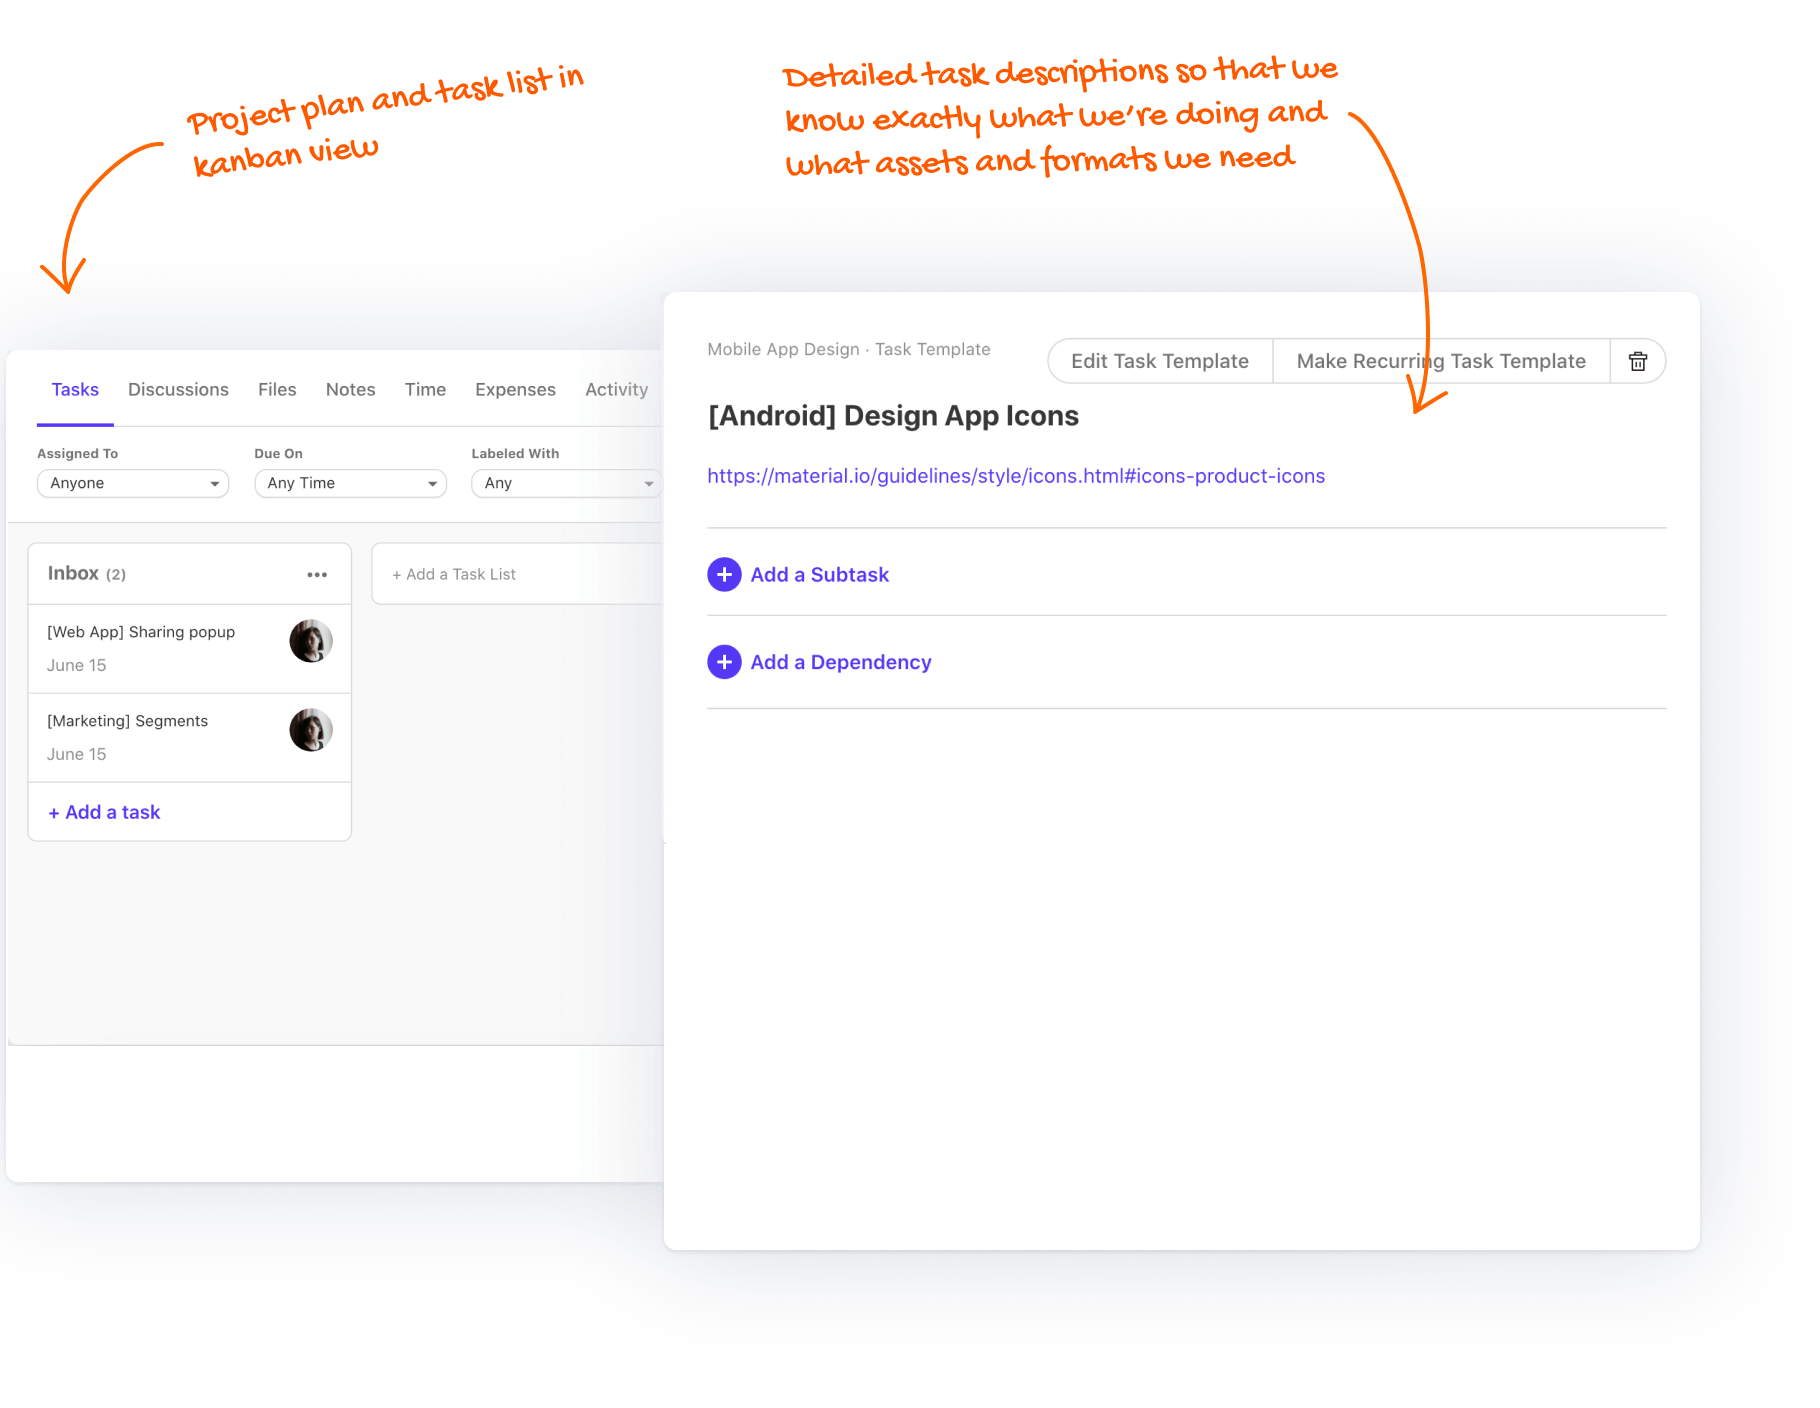 Project plan and task list in
kanban view
Detailed task descriptions so that we
know exactly what we're doing and
what assets and formats we need
Tasks Discussions Files Notes Time Expenses Activity
Assigned To Due On Labeled With
Anyone Any Time Any
Inbox (2)
+ Add a Task List
[Web App] Sharing popup
June 15
[Marketing] Segments
June 15
+ Add a task
Mobile App Design · Task Template
Edit Task Template Make Recurring Task Template
[Android] Design App Icons
https://material.io/guidelines/style/icons.html#icons-product-icons
Add a Subtask
Add a Dependency